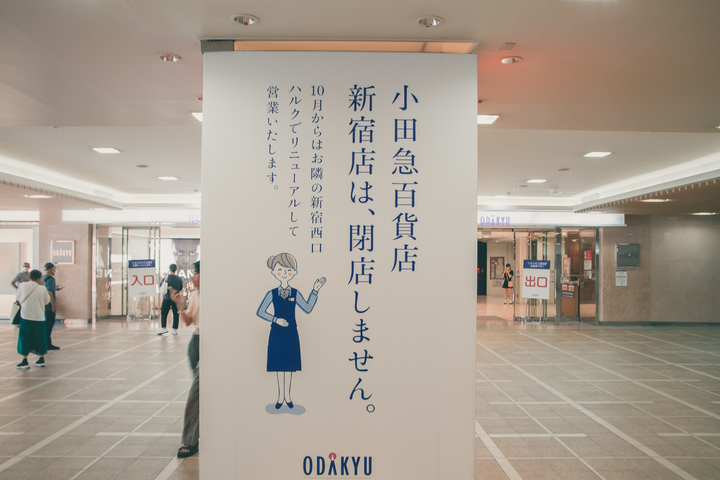 小田急百貨店
新宿店は、閉店しません。
10月からはお隣の新宿西口
ハルクでリニューアルして
営業いたします。
ODAKYU
入口
ODAKYU
出口